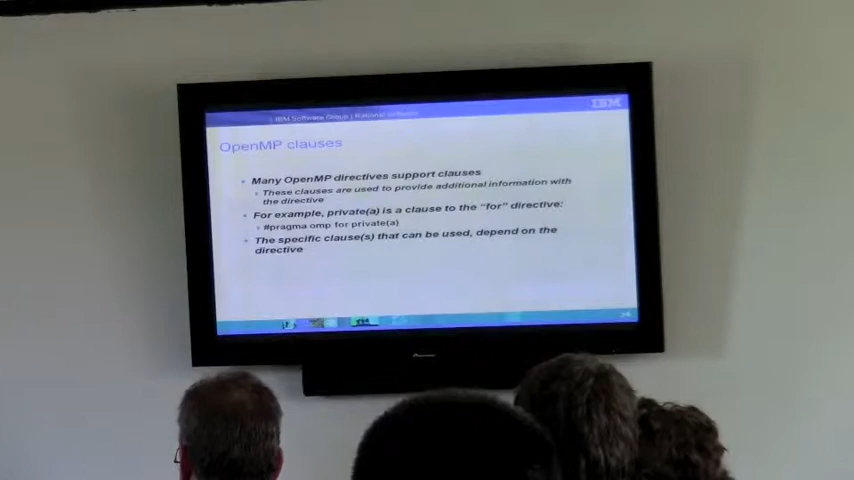 | IBM Software Group | Rational software
IBM
OpenMP clauses
Many OpenMP directives support clauses
These clauses are used to provide additional information with
the directive
For example, private(a) is a clause to the "for" directive:
#pragma omp for private(a)
The specific clause(s) that can be used, depend on the
directive